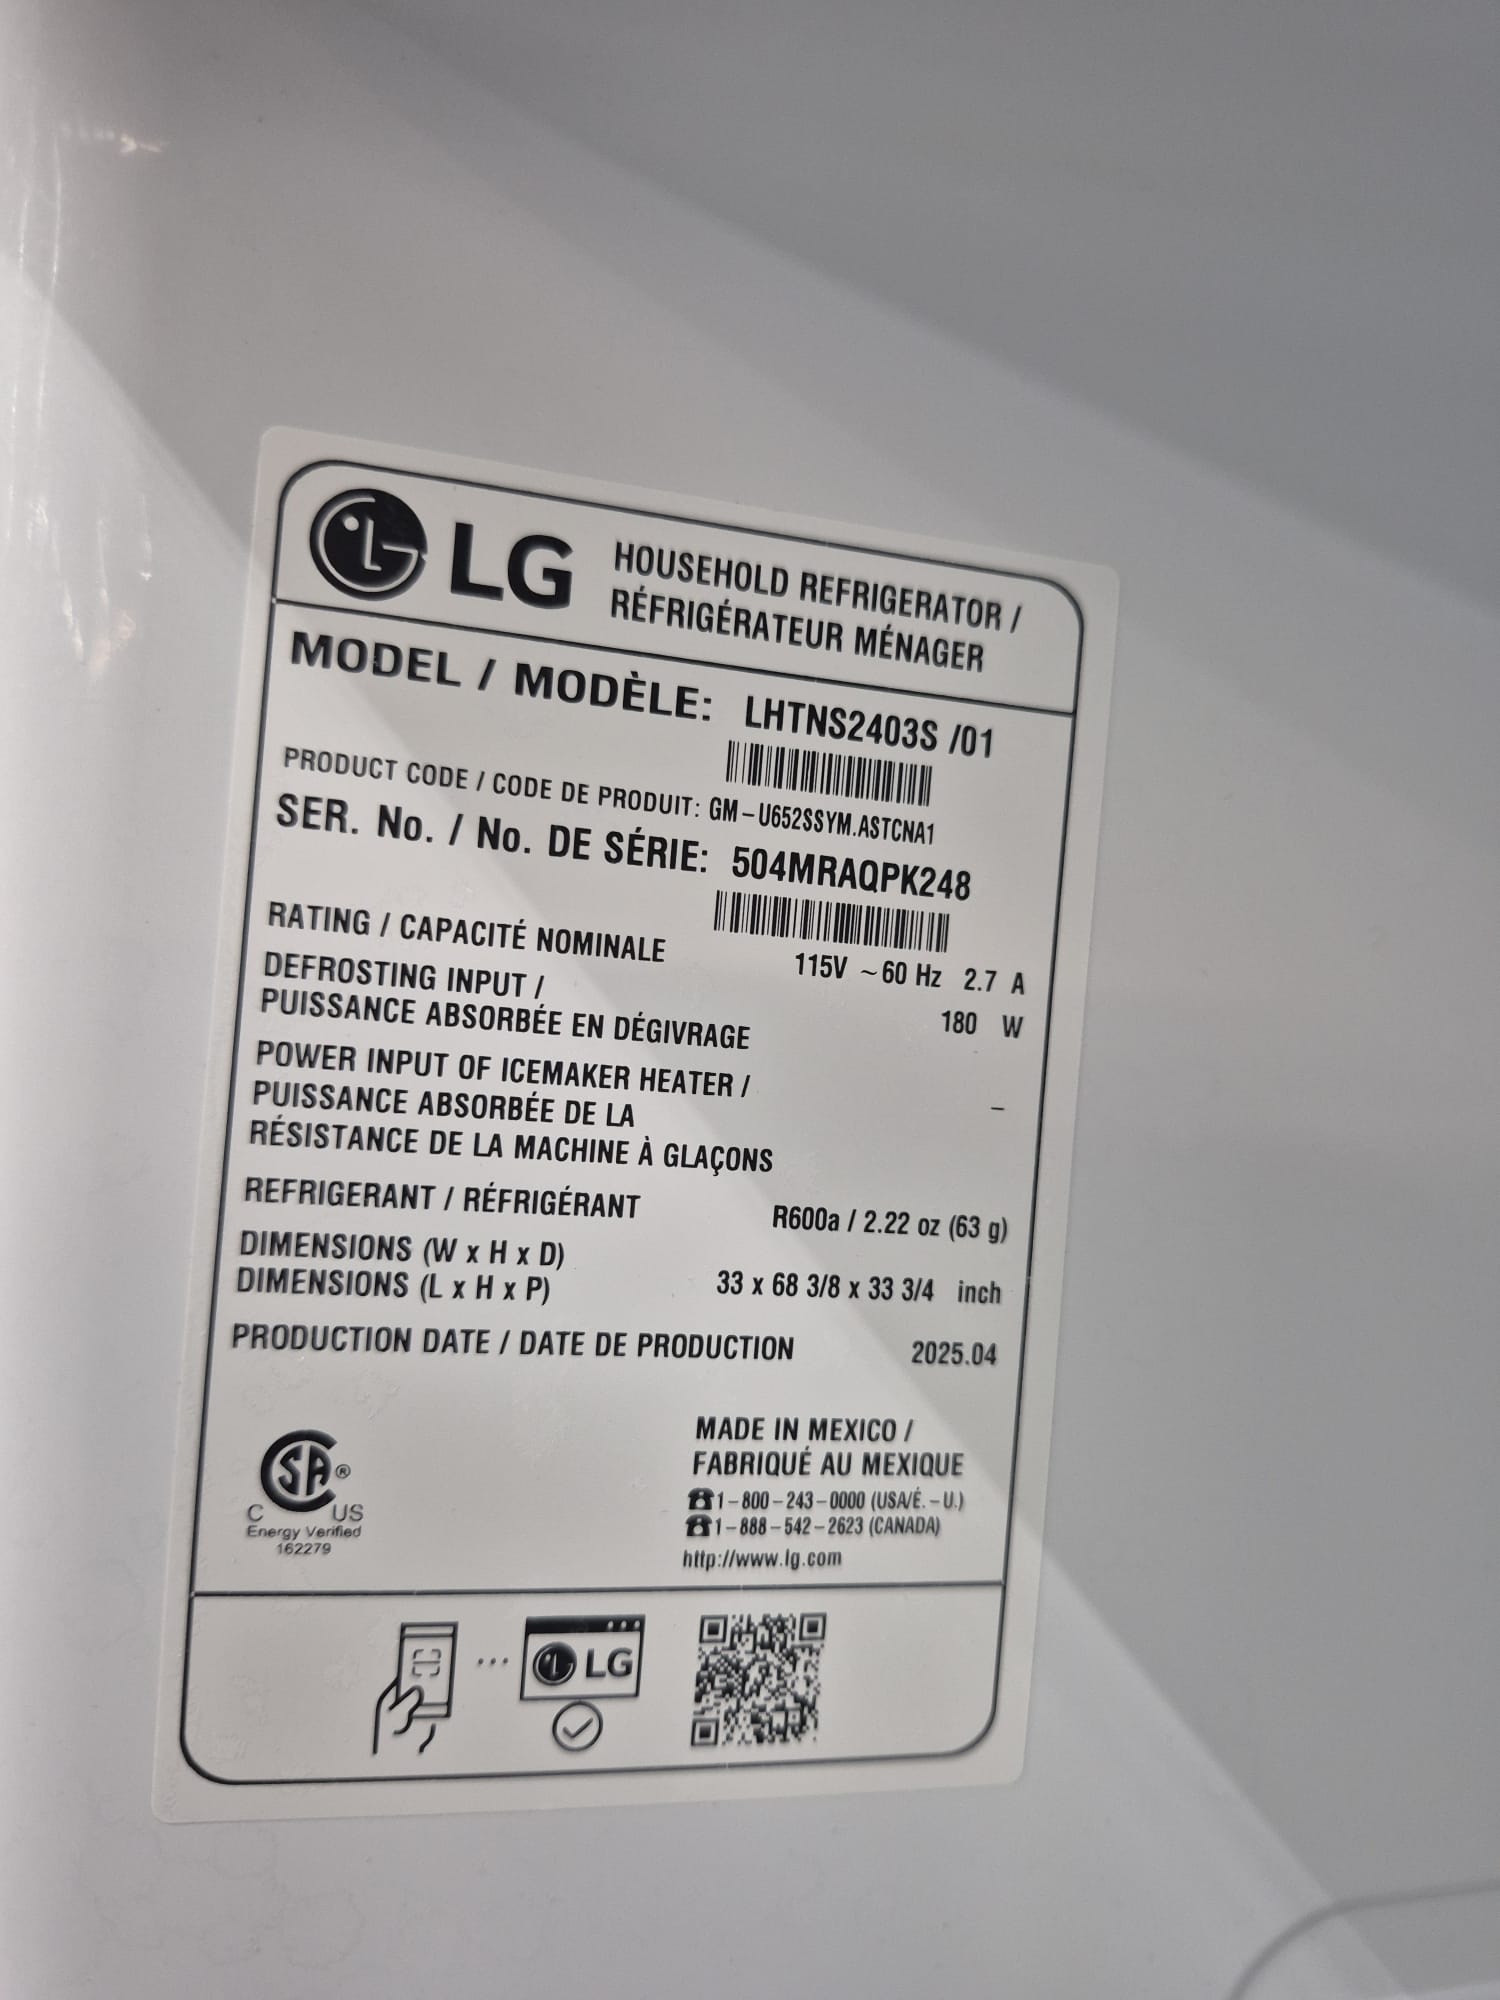 LG HOUSEHOLD REFRIGERATOR /
RÉFRIGÉRATEUR MÉNAGER
MODEL / MODÈLE: LHTNS2403S /01
PRODUCT CODE / CODE DE PRODUIT: GM-U652SSYM.ASTCNA1
SER. No. / No. DE SÉRIE: 504MRAQPK248
RATING / CAPACITÉ NOMINALE 115V ~60 Hz 2.7 A
DEFROSTING INPUT /
PUISSANCE ABSORBÉE EN DÉGIVRAGE 180 W
POWER INPUT OF ICEMAKER HEATER /
PUISSANCE ABSORBÉE DE LA –
RÉSISTANCE DE LA MACHINE À GLAÇONS
REFRIGERANT / RÉFRIGÉRANT R600a / 2.22 oz (63 g)
DIMENSIONS (W x H x D)
DIMENSIONS (L x H x P) 33 x 68 3/8 x 33 3/4 inch
PRODUCTION DATE / DATE DE PRODUCTION 2025.04
MADE IN MEXICO /
FABRIQUÉ AU MEXIQUE
☎1-800-243-0000 (USA/É.-U.)
☎1-888-542-2623 (CANADA)
http://www.lg.com
CSA®
C US
Energy Verified
162279
LG